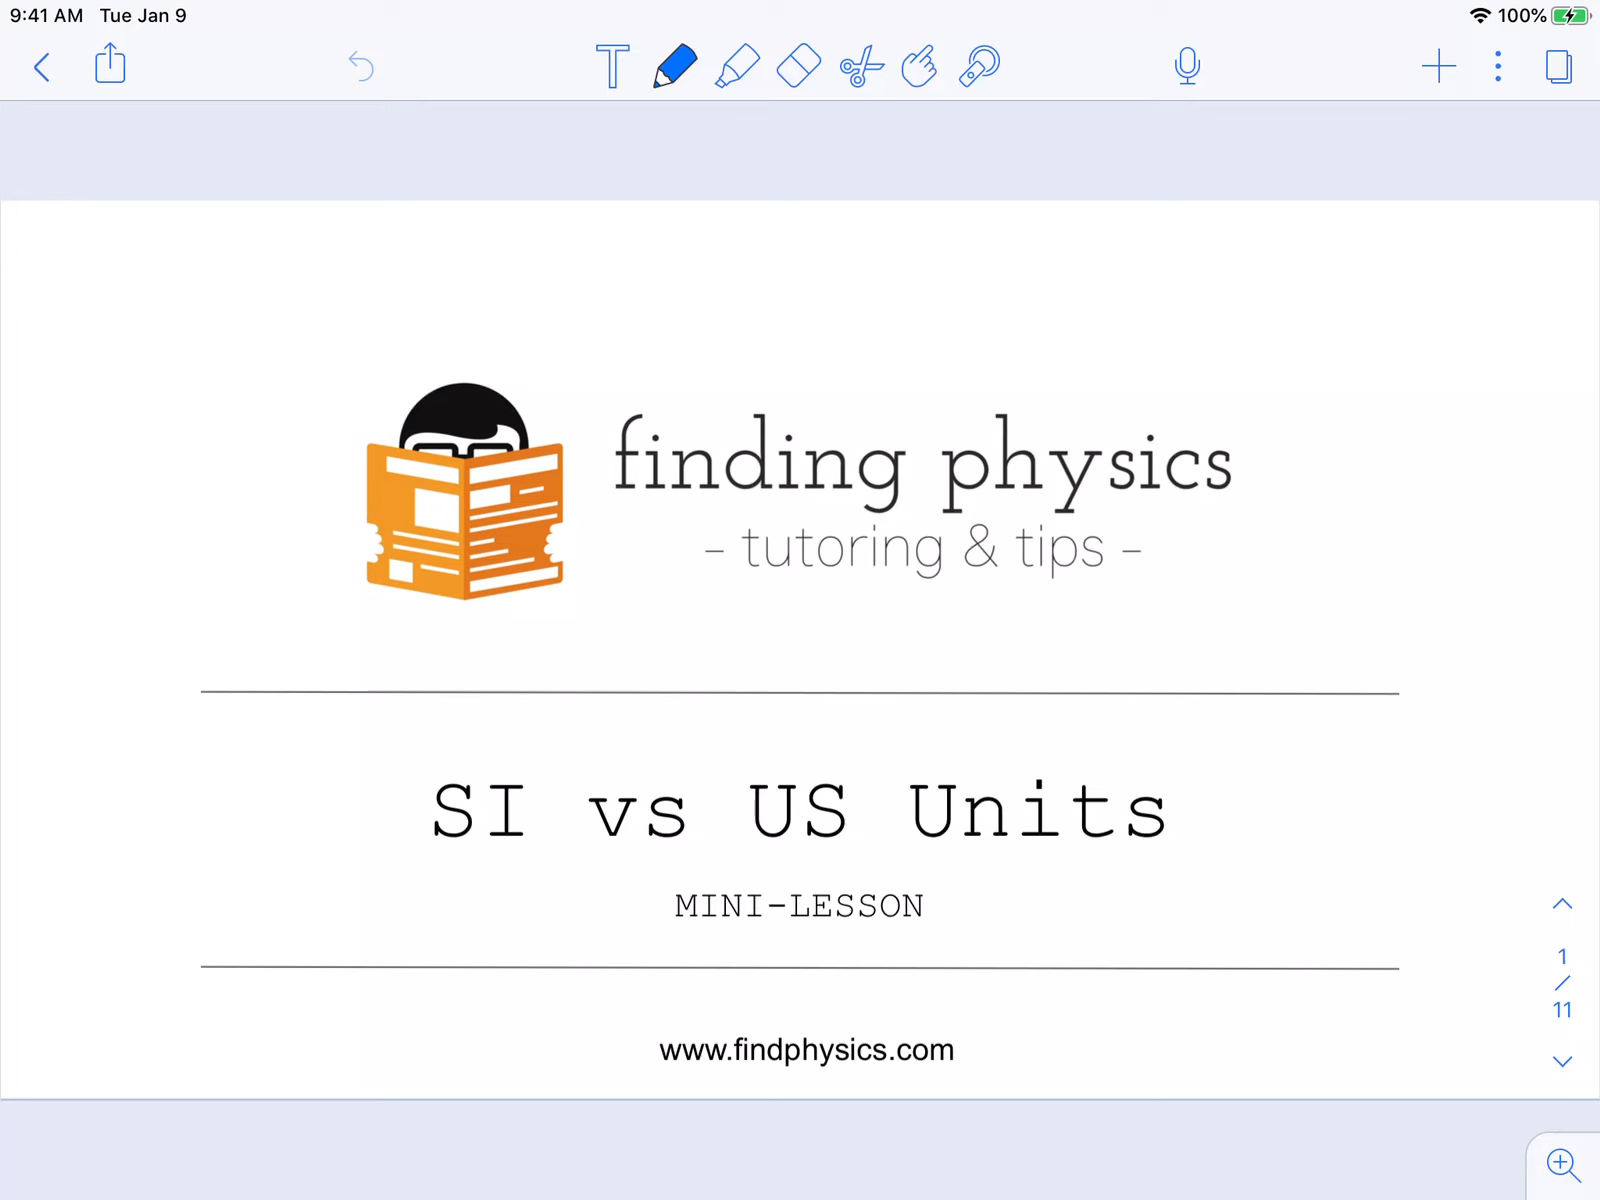 9:41 AM Tue Jan 9
100%
finding physics
- tutoring & tips -
SI vs US Units
MINI-LESSON
1
/
11
www.findphysics.com